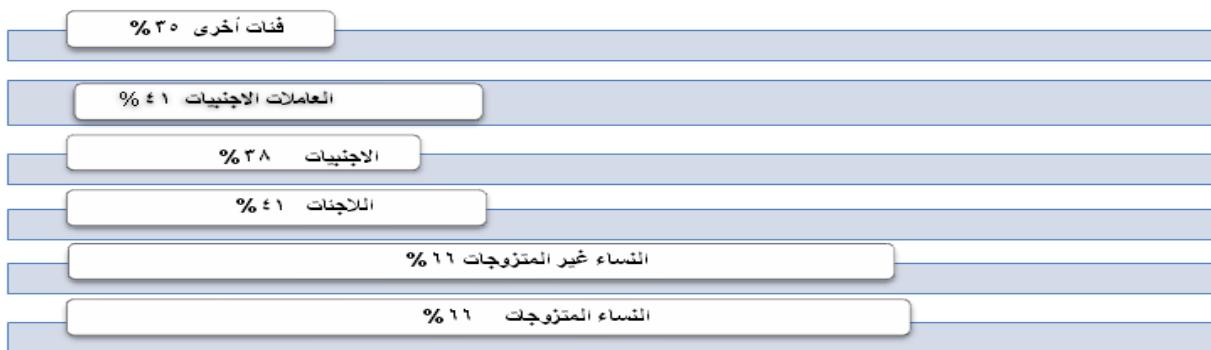 فئات أخرى ٣٥ %
العاملات الاجنبيات ٤١ %
الاجنبيات ٣٨ %
اللاجئات ٤١ %
النساء غير المتزوجات ٦٦ %
النساء المتزوجات ٦٦ %